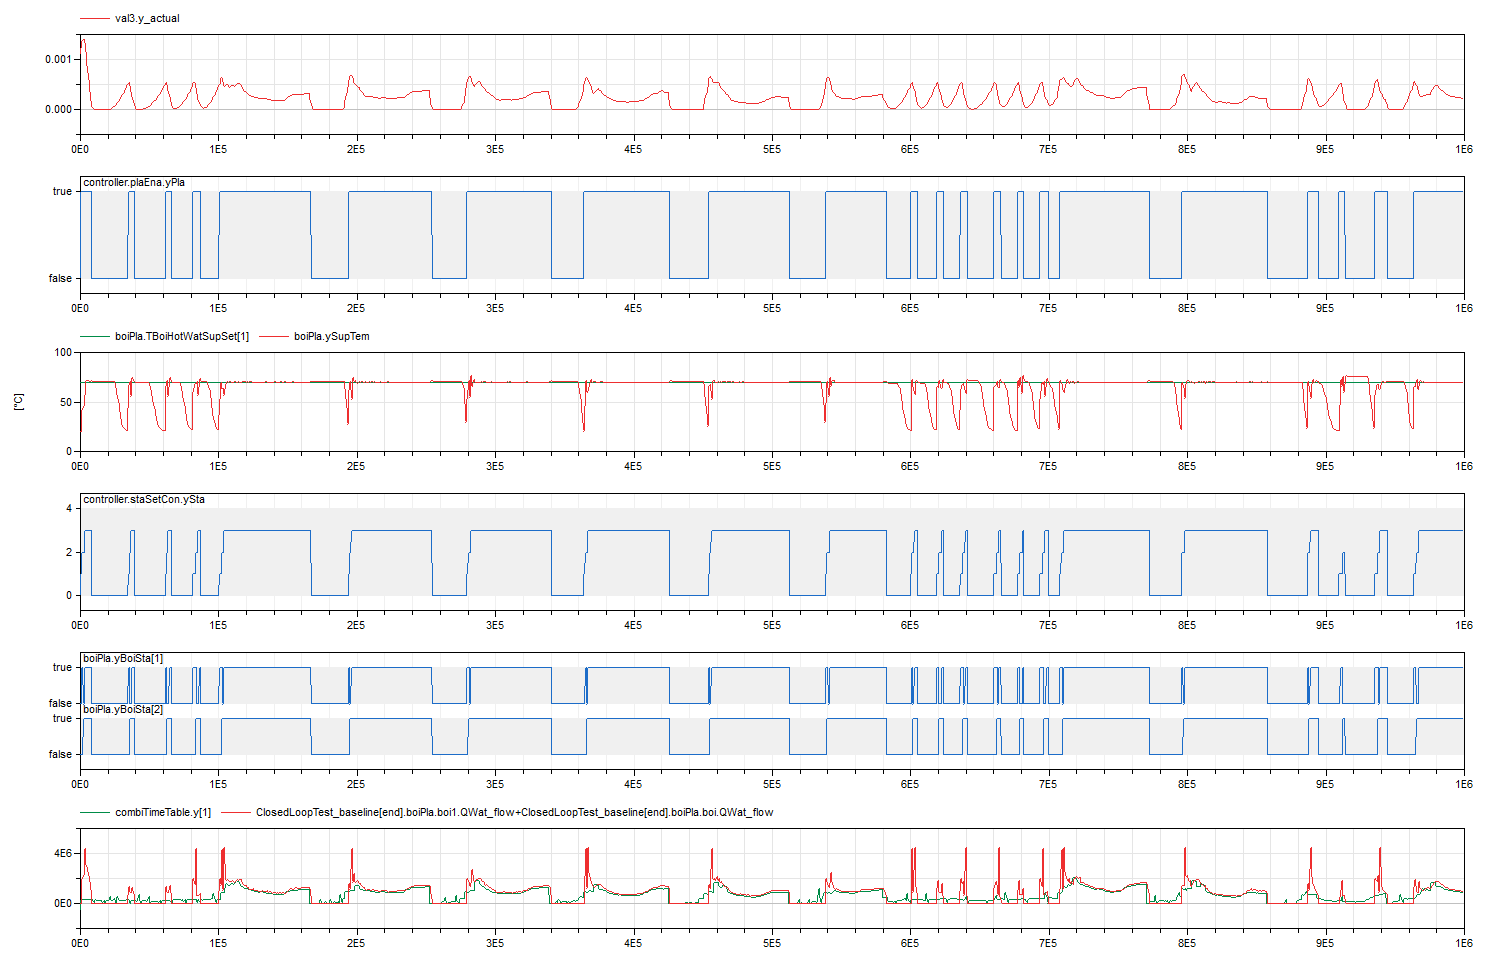 val3.y_actual
0.001
0.000
0E0 1E5 2E5 3E5 4E5 5E5 6E5 7E5 8E5 9E5 1E6
controller.plaEna.yPla
true
false
0E0 1E5 2E5 3E5 4E5 5E5 6E5 7E5 8E5 9E5 1E6
boiPla.TBoiHotWatSupSet[1] boiPla.ySupTem
100
[°C]
50
0
0E0 1E5 2E5 3E5 4E5 5E5 6E5 7E5 8E5 9E5 1E6
controller.staSetCon.ySta
4
2
0
0E0 1E5 2E5 3E5 4E5 5E5 6E5 7E5 8E5 9E5 1E6
boiPla.yBoiSta[1]
true
false
boiPla.yBoiSta[2]
true
false
0E0 1E5 2E5 3E5 4E5 5E5 6E5 7E5 8E5 9E5 1E6
combiTimeTable.y[1] ClosedLoopTest_baseline[end].boiPla.boi1.QWat_flow+ClosedLoopTest_baseline[end].boiPla.boi.QWat_flow
4E6
0E0
0E0 1E5 2E5 3E5 4E5 5E5 6E5 7E5 8E5 9E5 1E6